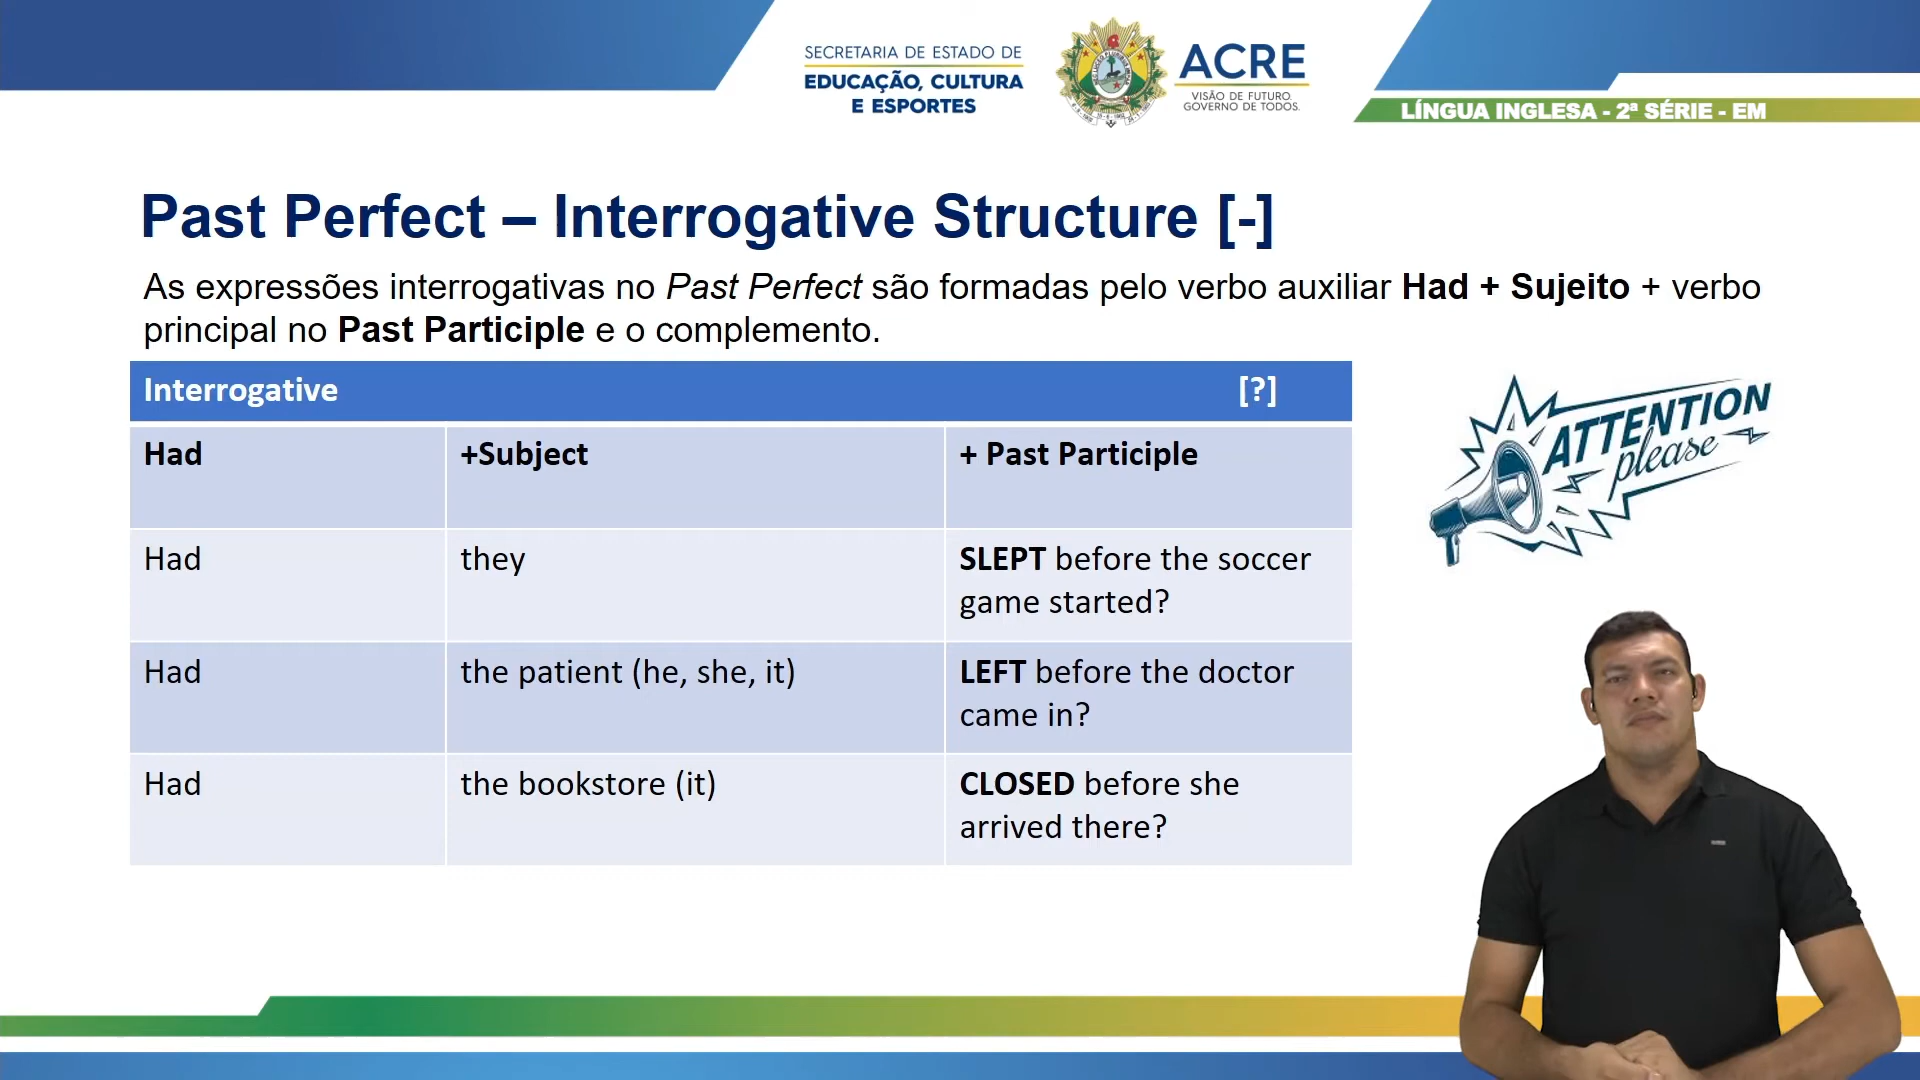 SECRETARIA DE ESTADO DE
EDUCAÇÃO, CULTURA
E ESPORTES
ACRE
VISÃO DE FUTURO.
GOVERNO DE TODOS.
LÍNGUA INGLESA - 2ª SÉRIE - EM
Past Perfect – Interrogative Structure [-]
As expressões interrogativas no Past Perfect são formadas pelo verbo auxiliar Had + Sujeito + verbo
principal no Past Participle e o complemento.
Interrogative [?]
Had +Subject + Past Participle
Had they SLEPT before the soccer
game started?
Had the patient (he, she, it) LEFT before the doctor
came in?
Had the bookstore (it) CLOSED before she
arrived there?
ATTENTION
please